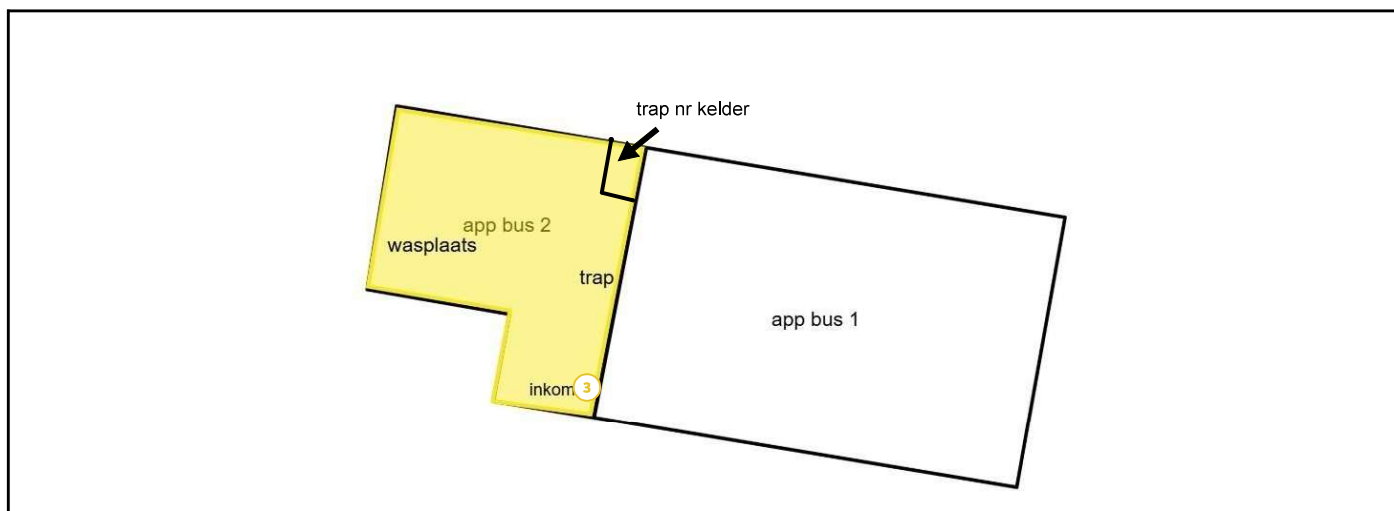 trap nr kelder
app bus 2
wasplaats
trap
app bus 1
inkom
3